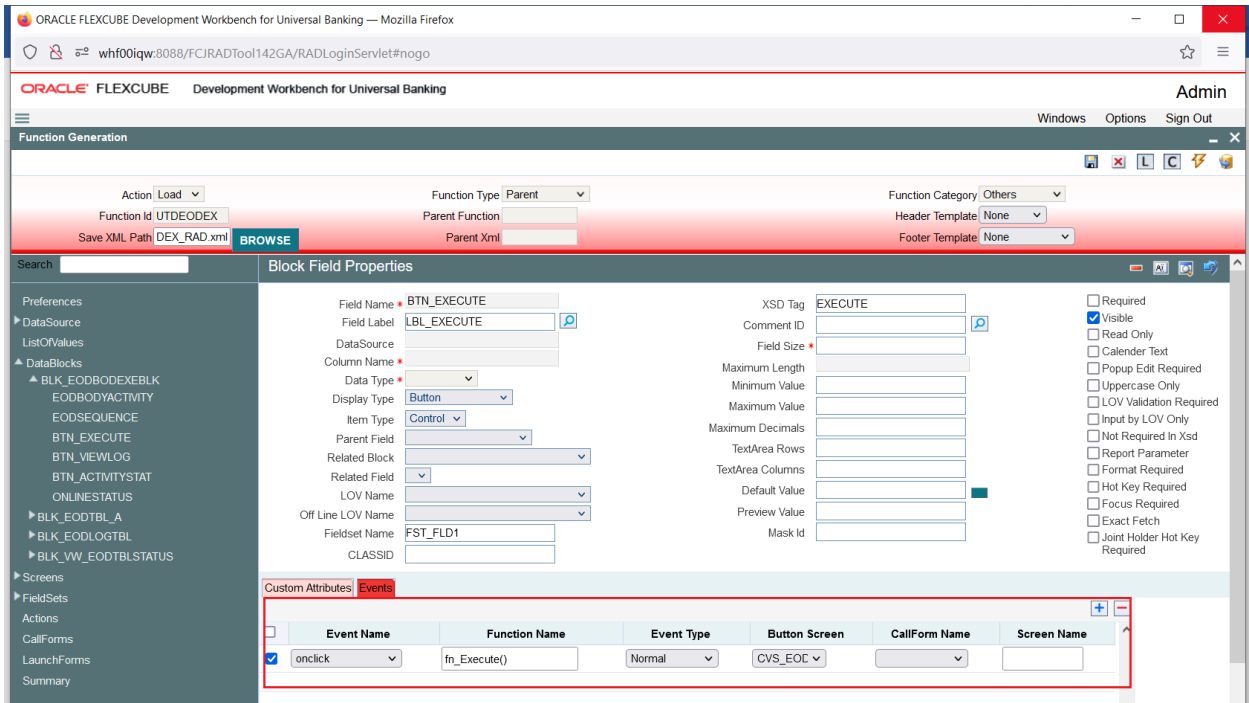 ORACLE FLEXCUBE Development Workbench for Universal Banking — Mozilla Firefox
whf00iqw:8088/FCJRADTool142GA/RADLoginServlet#nogo
ORACLE FLEXCUBE Development Workbench for Universal Banking
Admin
Windows Options Sign Out
Function Generation
L C
Action Load Function Type Parent Function Category Others
Function Id UTDEODEX Parent Function Header Template None
Save XML Path DEX_RAD.xml BROWSE Parent Xml Footer Template None
Search
Block Field Properties
Preferences
DataSource
ListOfValues
DataBlocks
BLK_EODBODEXEBLK
EODBODYACTIVITY
EODSEQUENCE
BTN_EXECUTE
BTN_VIEWLOG
BTN_ACTIVITYSTAT
ONLINESTATUS
BLK_EODTBL_A
BLK_EODLOGTBL
BLK_VW_EODTBLSTATUS
Screens
FieldSets
Actions
CallForms
LaunchForms
Summary
Field Name * BTN_EXECUTE
Field Label LBL_EXECUTE
DataSource
Column Name *
Data Type *
Display Type Button
Item Type Control
Parent Field
Related Block
Related Field
LOV Name
Off Line LOV Name
Fieldset Name FST_FLD1
CLASSID
XSD Tag EXECUTE
Comment ID
Field Size *
Maximum Length
Minimum Value
Maximum Value
Maximum Decimals
TextArea Rows
TextArea Columns
Default Value
Preview Value
Mask Id
Required
Visible
Read Only
Calender Text
Popup Edit Required
Uppercase Only
LOV Validation Required
Input by LOV Only
Not Required In Xsd
Report Parameter
Format Required
Hot Key Required
Focus Required
Exact Fetch
Joint Holder Hot Key
Required
Custom Attributes Events
Event Name Function Name Event Type Button Screen CallForm Name Screen Name
onclick fn_Execute() Normal CVS_EOD